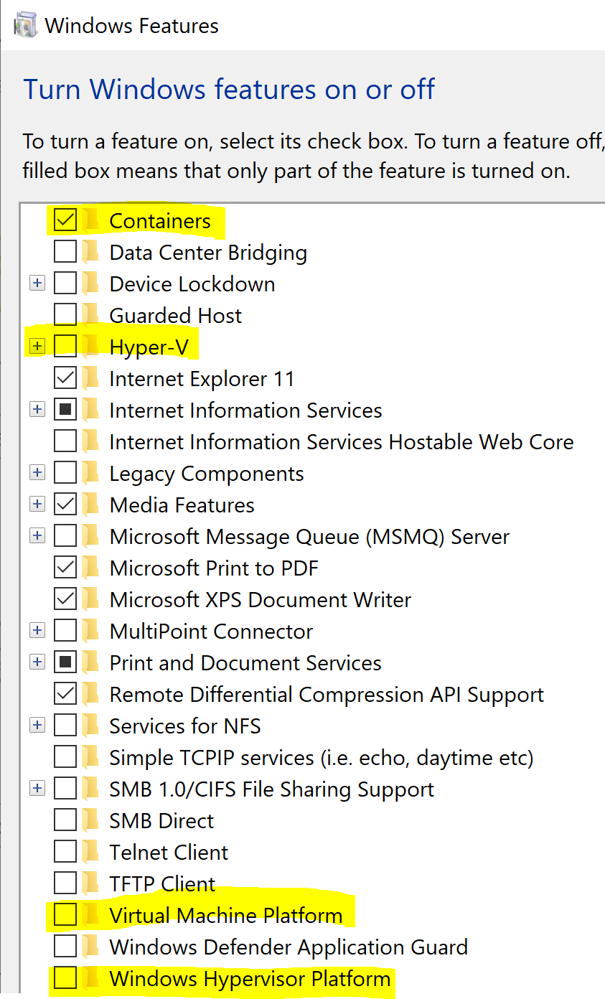 Windows Features
Turn Windows features on or off
To turn a feature on, select its check box. To turn a feature off,
filled box means that only part of the feature is turned on.
Containers
Data Center Bridging
Device Lockdown
Guarded Host
Hyper-V
Internet Explorer 11
Internet Information Services
Internet Information Services Hostable Web Core
Legacy Components
Media Features
Microsoft Message Queue (MSMQ) Server
Microsoft Print to PDF
Microsoft XPS Document Writer
MultiPoint Connector
Print and Document Services
Remote Differential Compression API Support
Services for NFS
Simple TCPIP services (i.e. echo, daytime etc)
SMB 1.0/CIFS File Sharing Support
SMB Direct
Telnet Client
TFTP Client
Virtual Machine Platform
Windows Defender Application Guard
Windows Hypervisor Platform